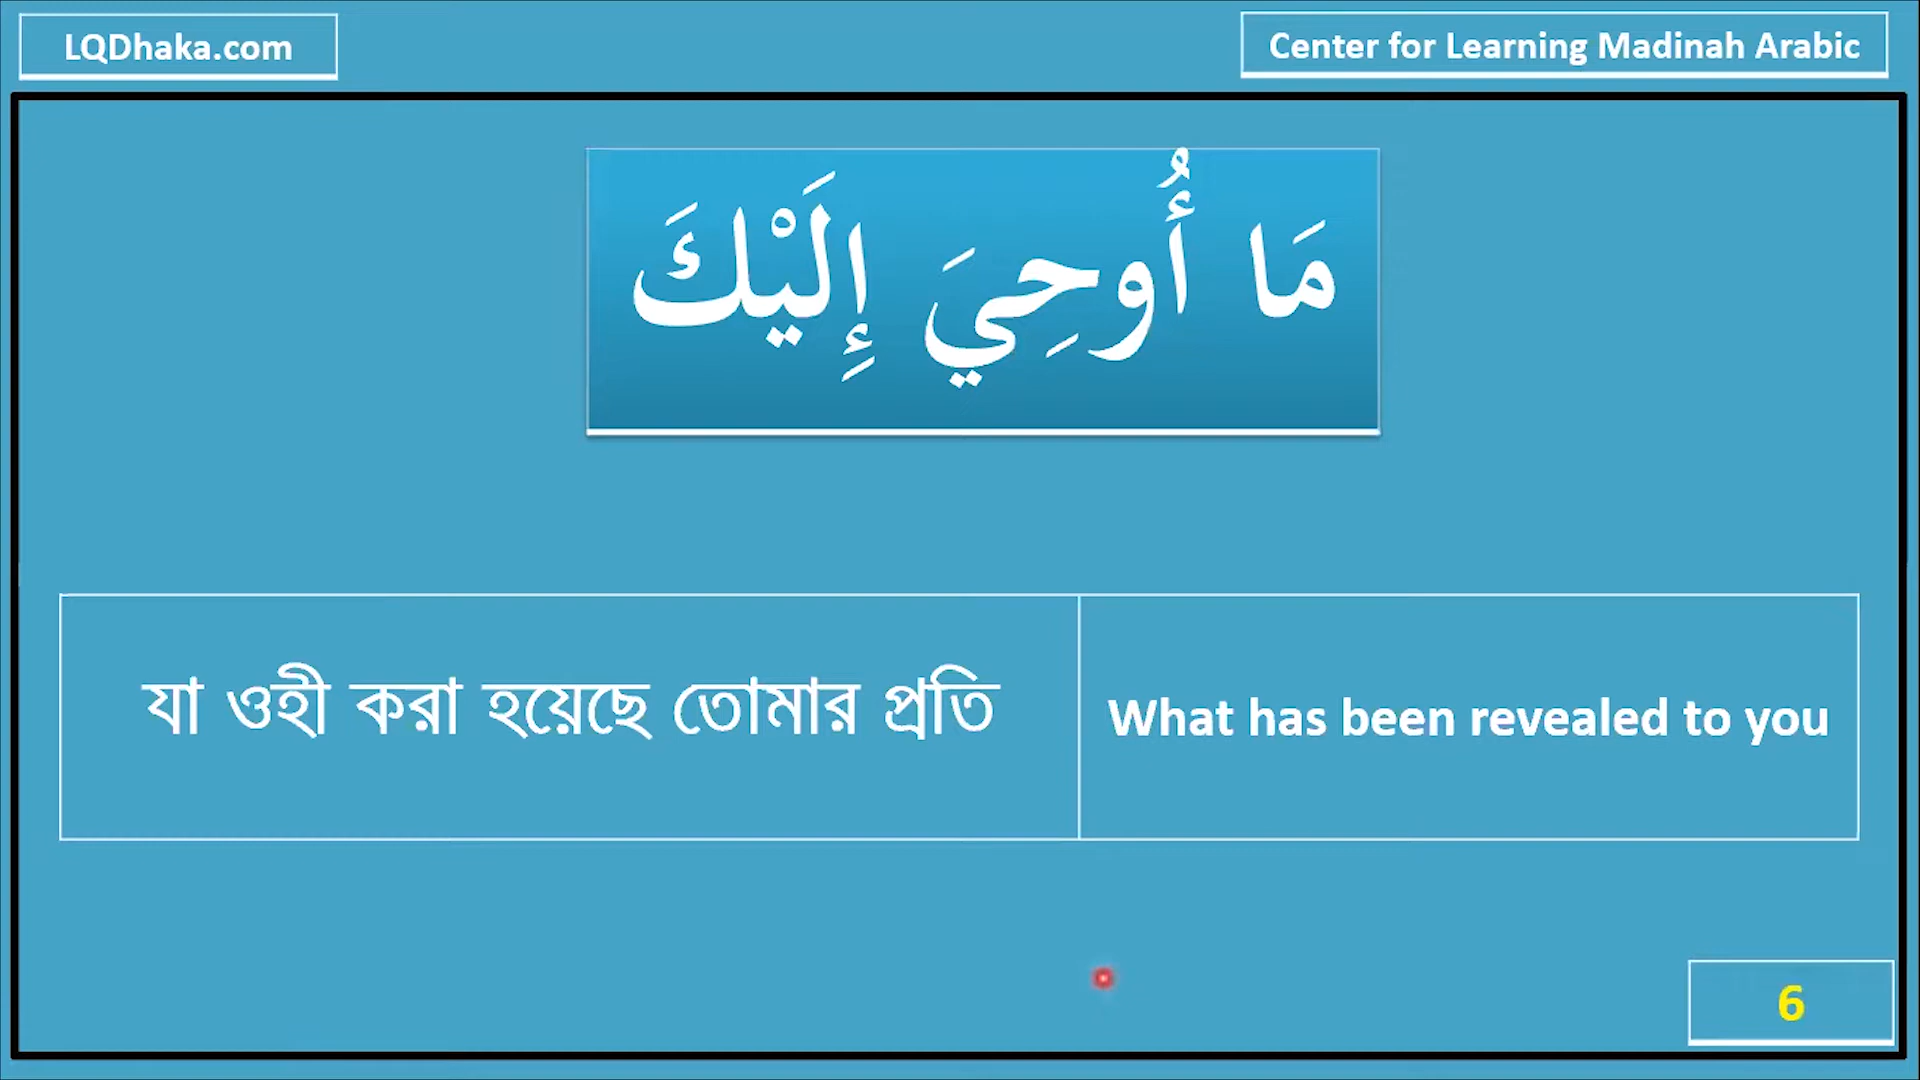 LQDhaka.com
Center for Learning Madinah Arabic
مَا أُوحِيَ إِلَيْكَ
যা ওহী করা হয়েছে তোমার প্রতি
What has been revealed to you
6